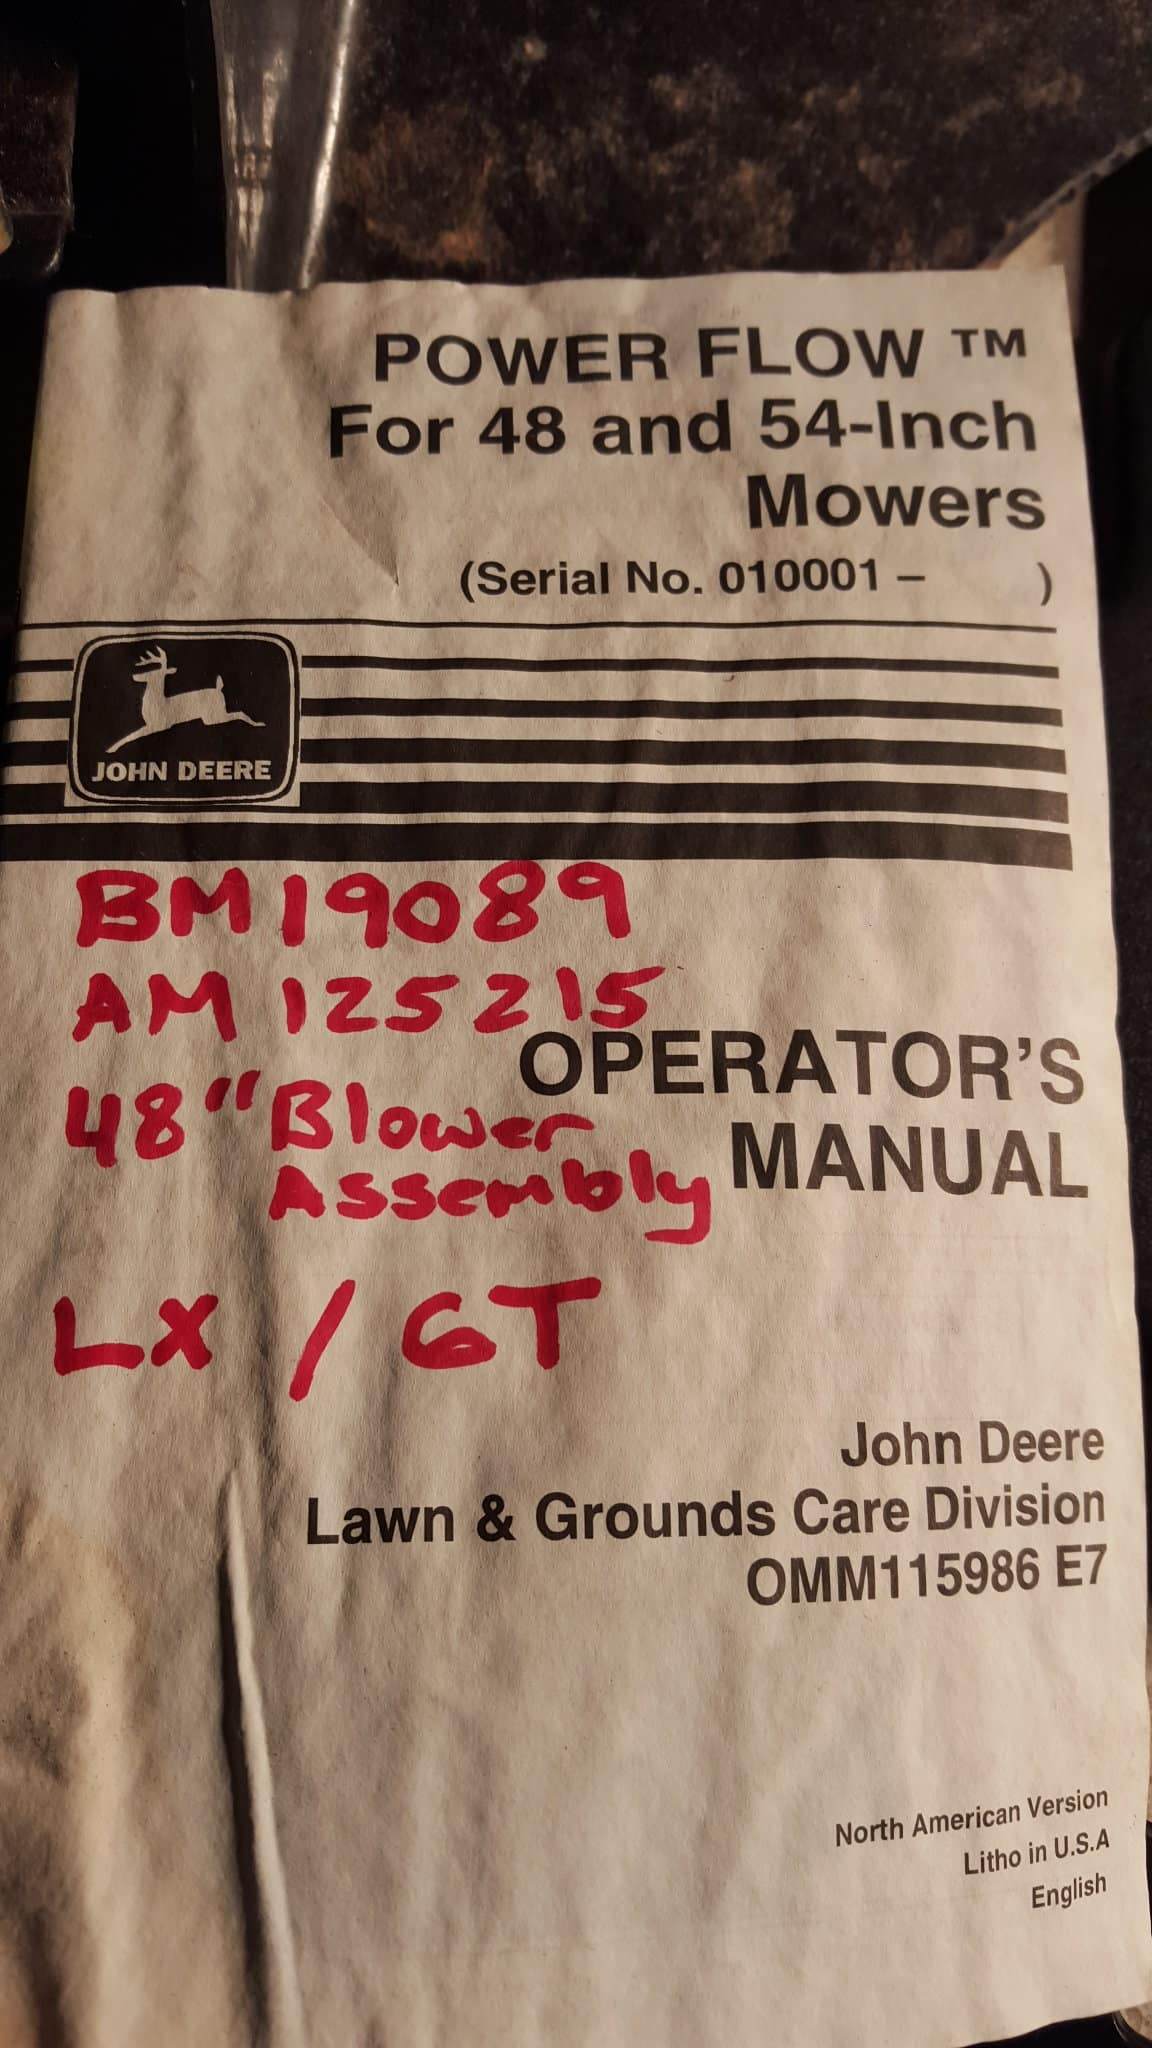 POWER FLOW ™
For 48 and 54-Inch
Mowers
(Serial No. 010001 – )
JOHN DEERE
BM19089
AM125215
OPERATOR'S
MANUAL
48" Blower
Assembly
LX / GT
John Deere
Lawn & Grounds Care Division
OMM115986 E7
North American Version
Litho in U.S.A
English